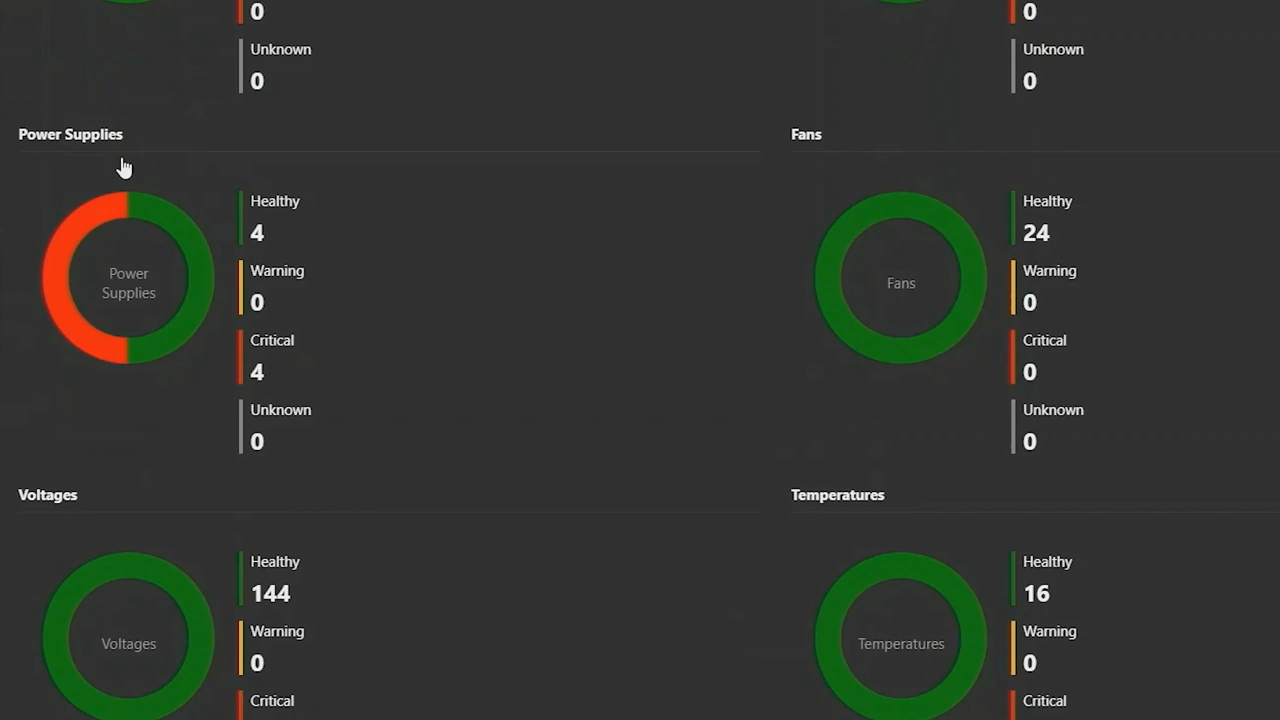 0
Unknown
0
0
Unknown
0
Power Supplies
Power
Supplies
Healthy
4
Warning
0
Critical
4
Unknown
0
Fans
Fans
Healthy
24
Warning
0
Critical
0
Unknown
0
Voltages
Voltages
Healthy
144
Warning
0
Critical
Temperatures
Temperatures
Healthy
16
Warning
0
Critical